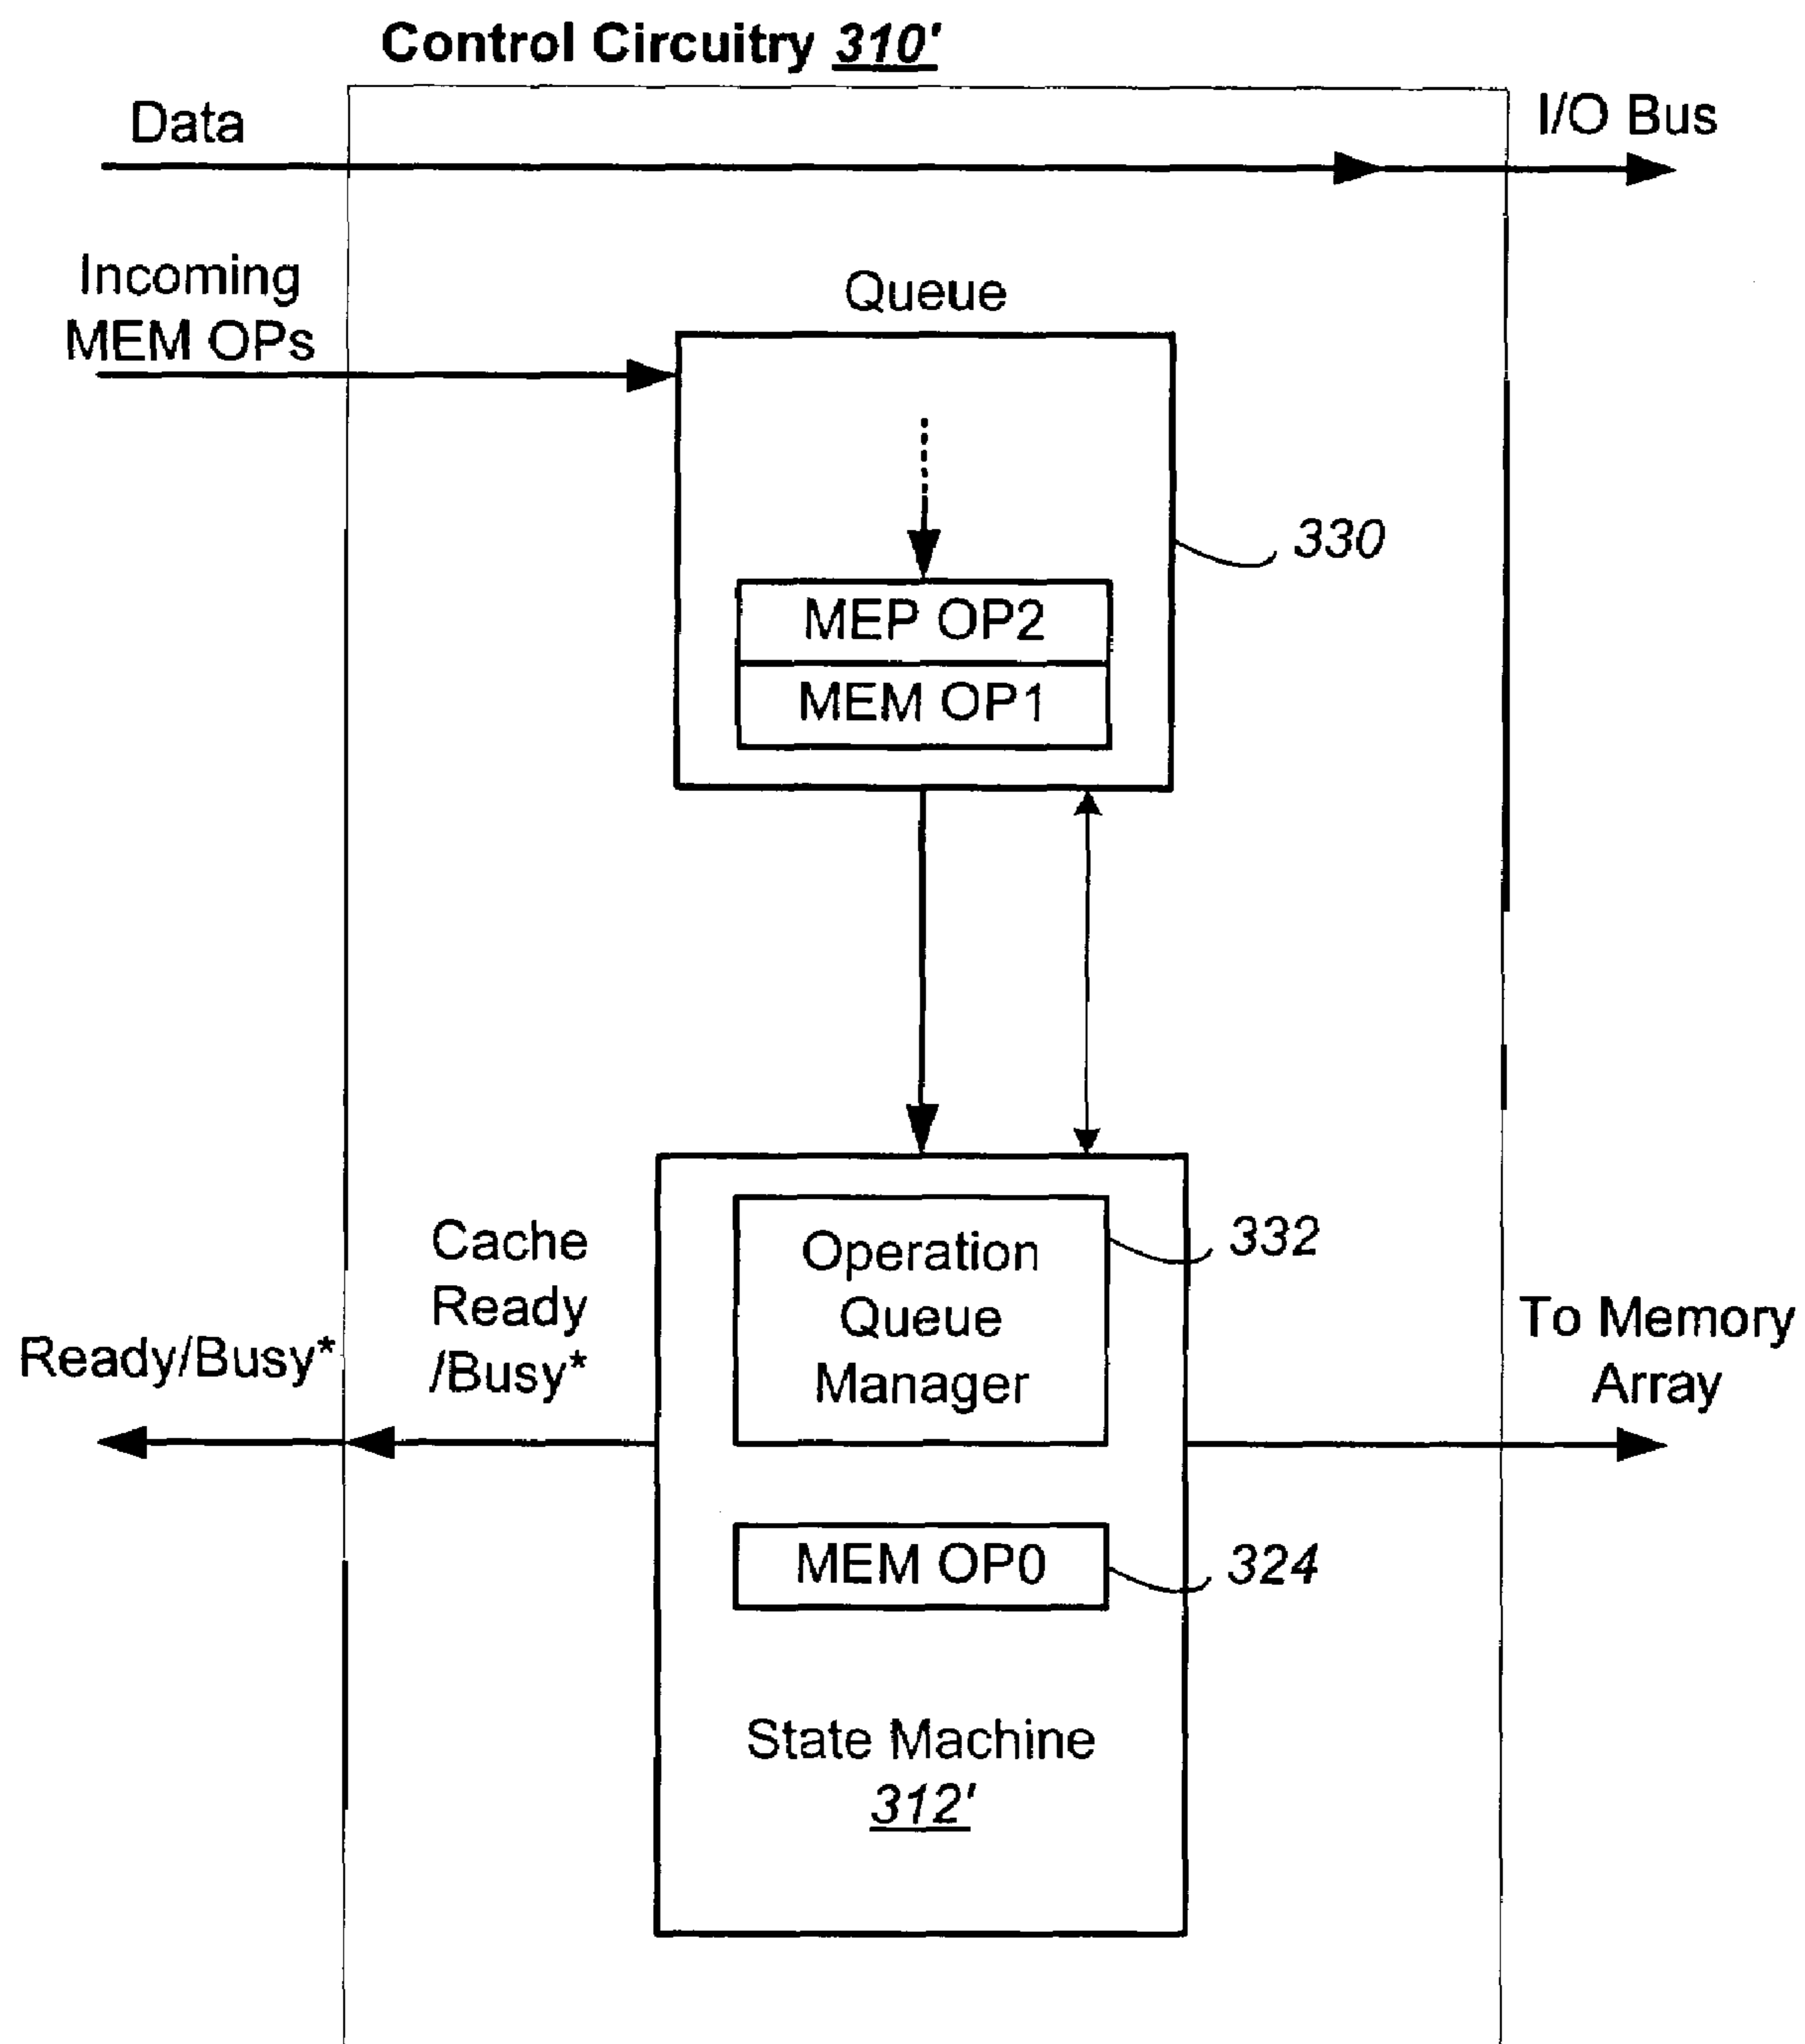 Control Circuitry 310'
Data
I/O Bus
Incoming
MEM OPs
Queue
330
MEP OP2
MEM OP1
Operation
Queue
Manager
332
Cache
Ready
/Busy*
Ready/Busy*
To Memory
Array
MEM OP0
324
State Machine
312'